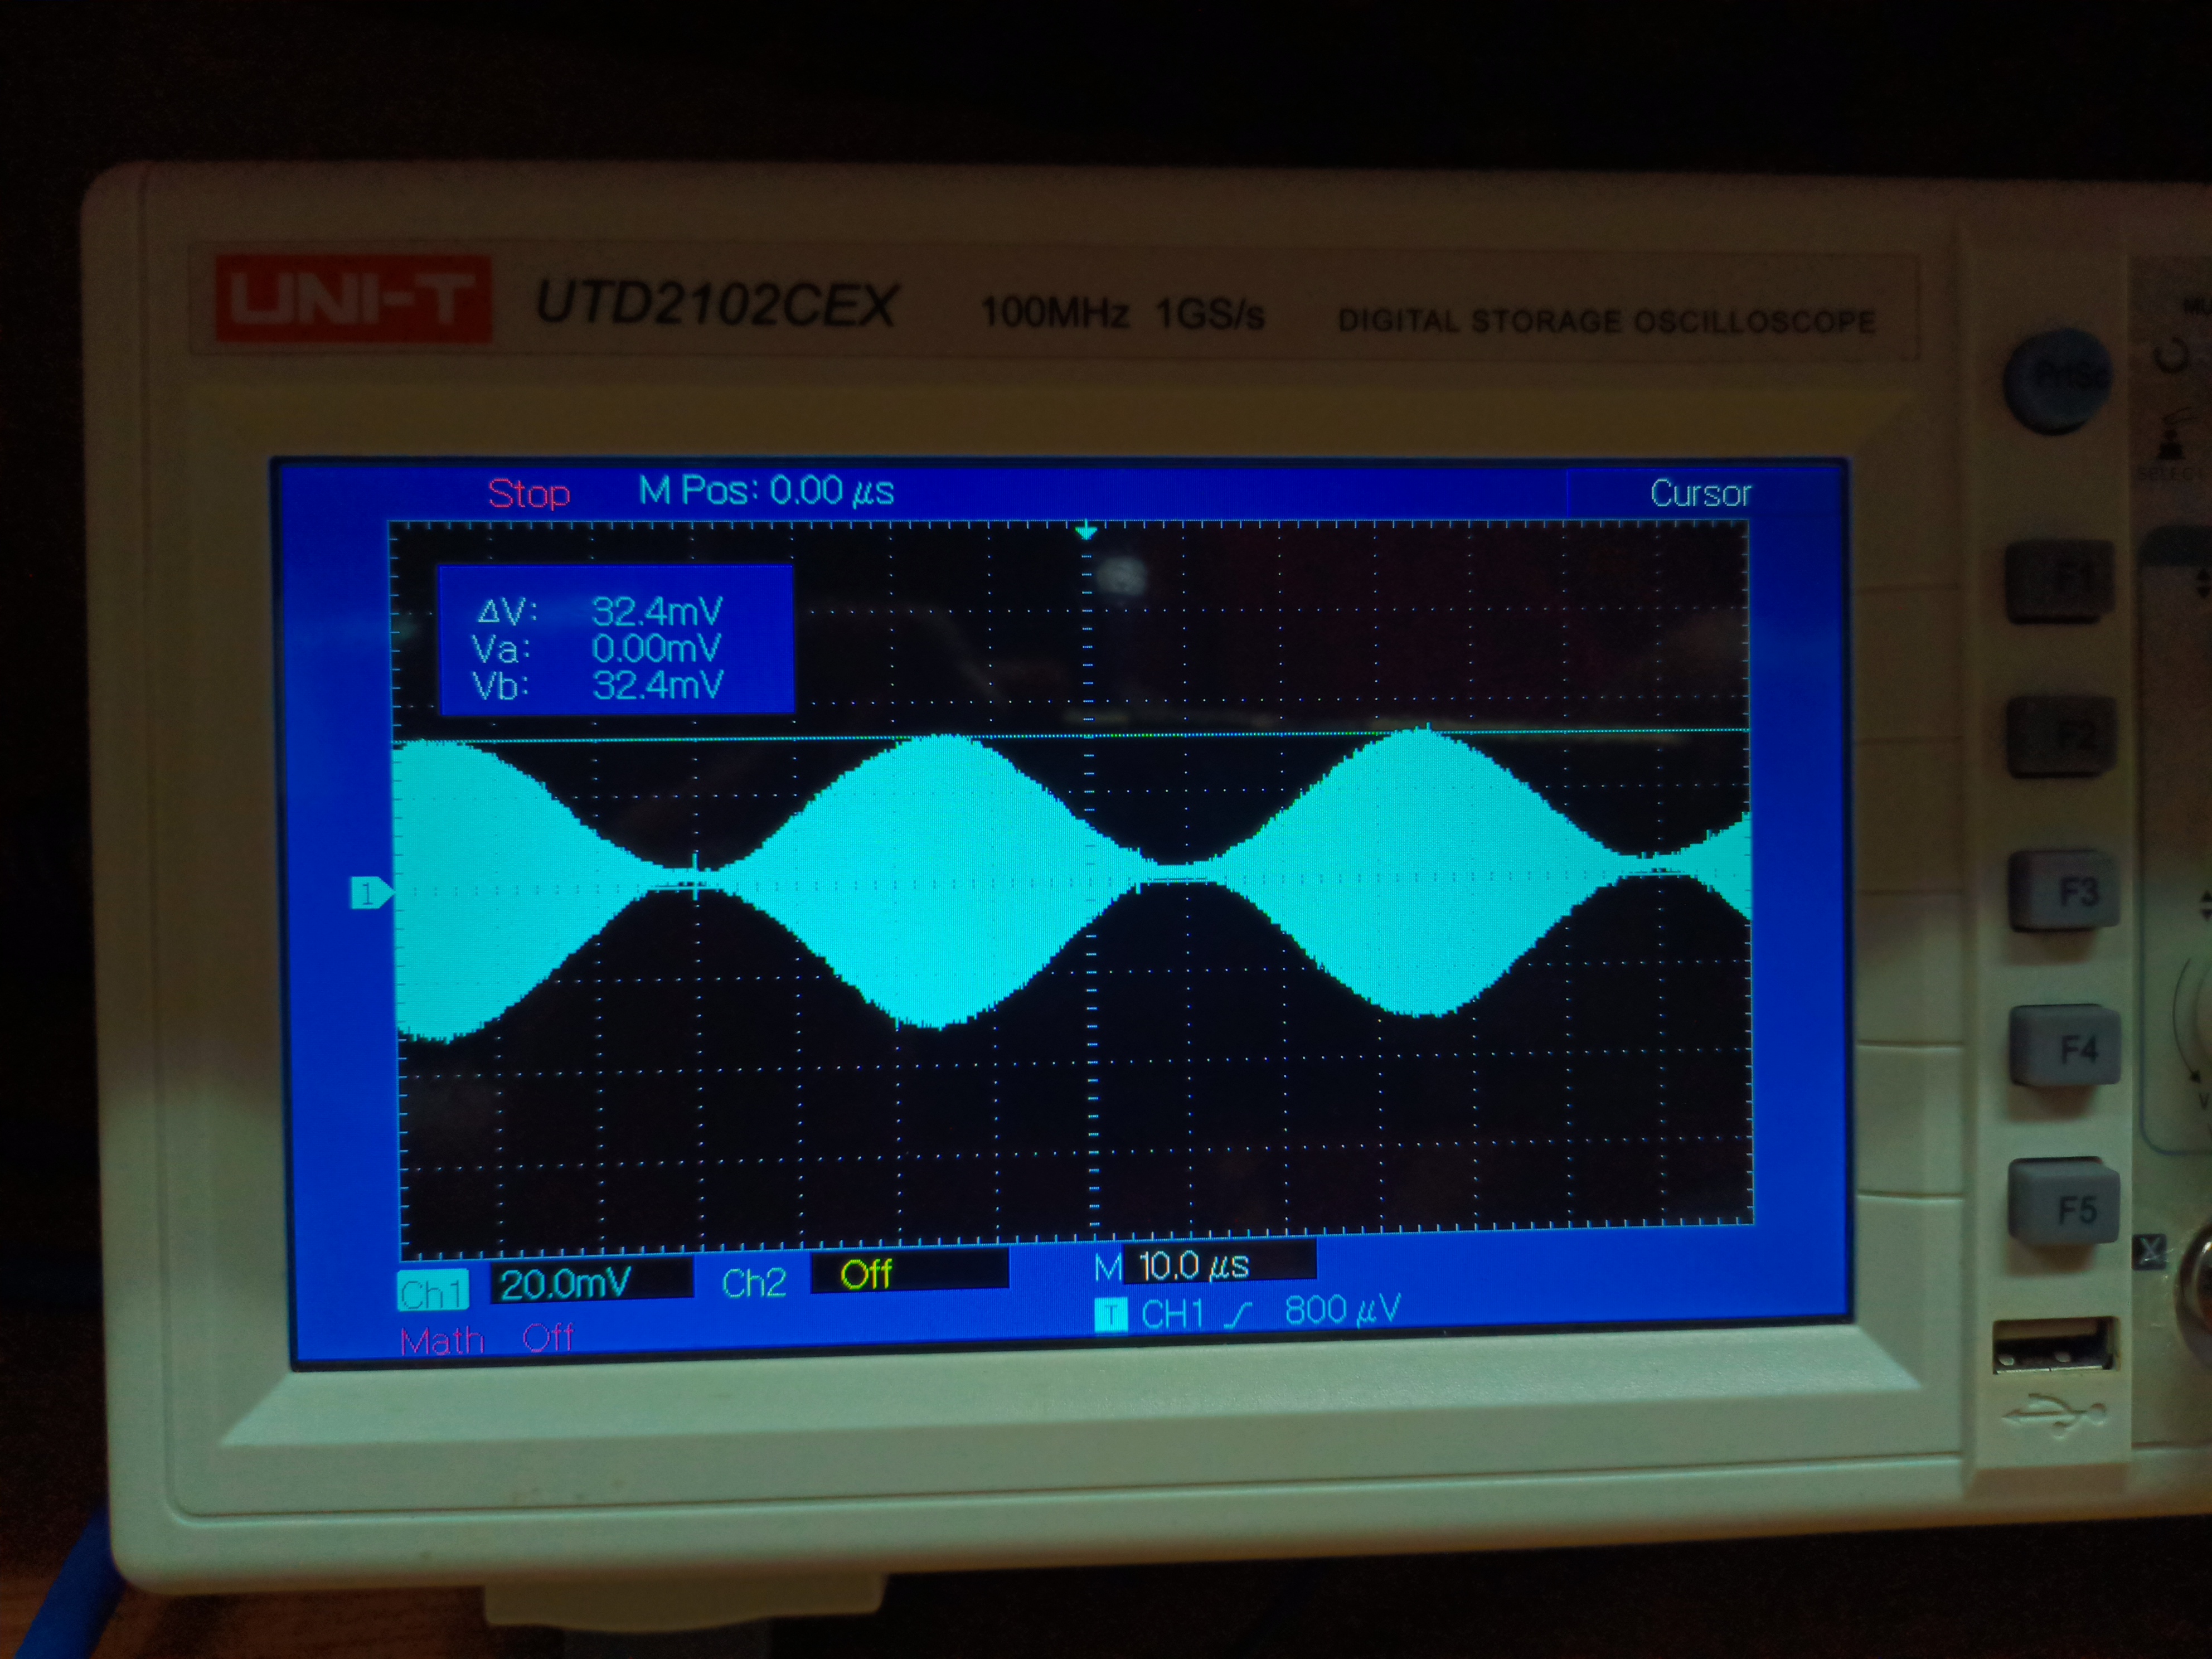 UNI-T UTD2102CEX 100MHz 1GS/s DIGITAL STORAGE OSCILLOSCOPE
PrtSc
Stop M Pos: 0.00 μs Cursor
ΔV: 32.4mV
Va: 0.00mV
Vb: 32.4mV
1
F1
F2
F3
F4
F5
Ch1 20.0mV Ch2 Off M 10.0 μs
T CH1 800 μV
Math Off
X